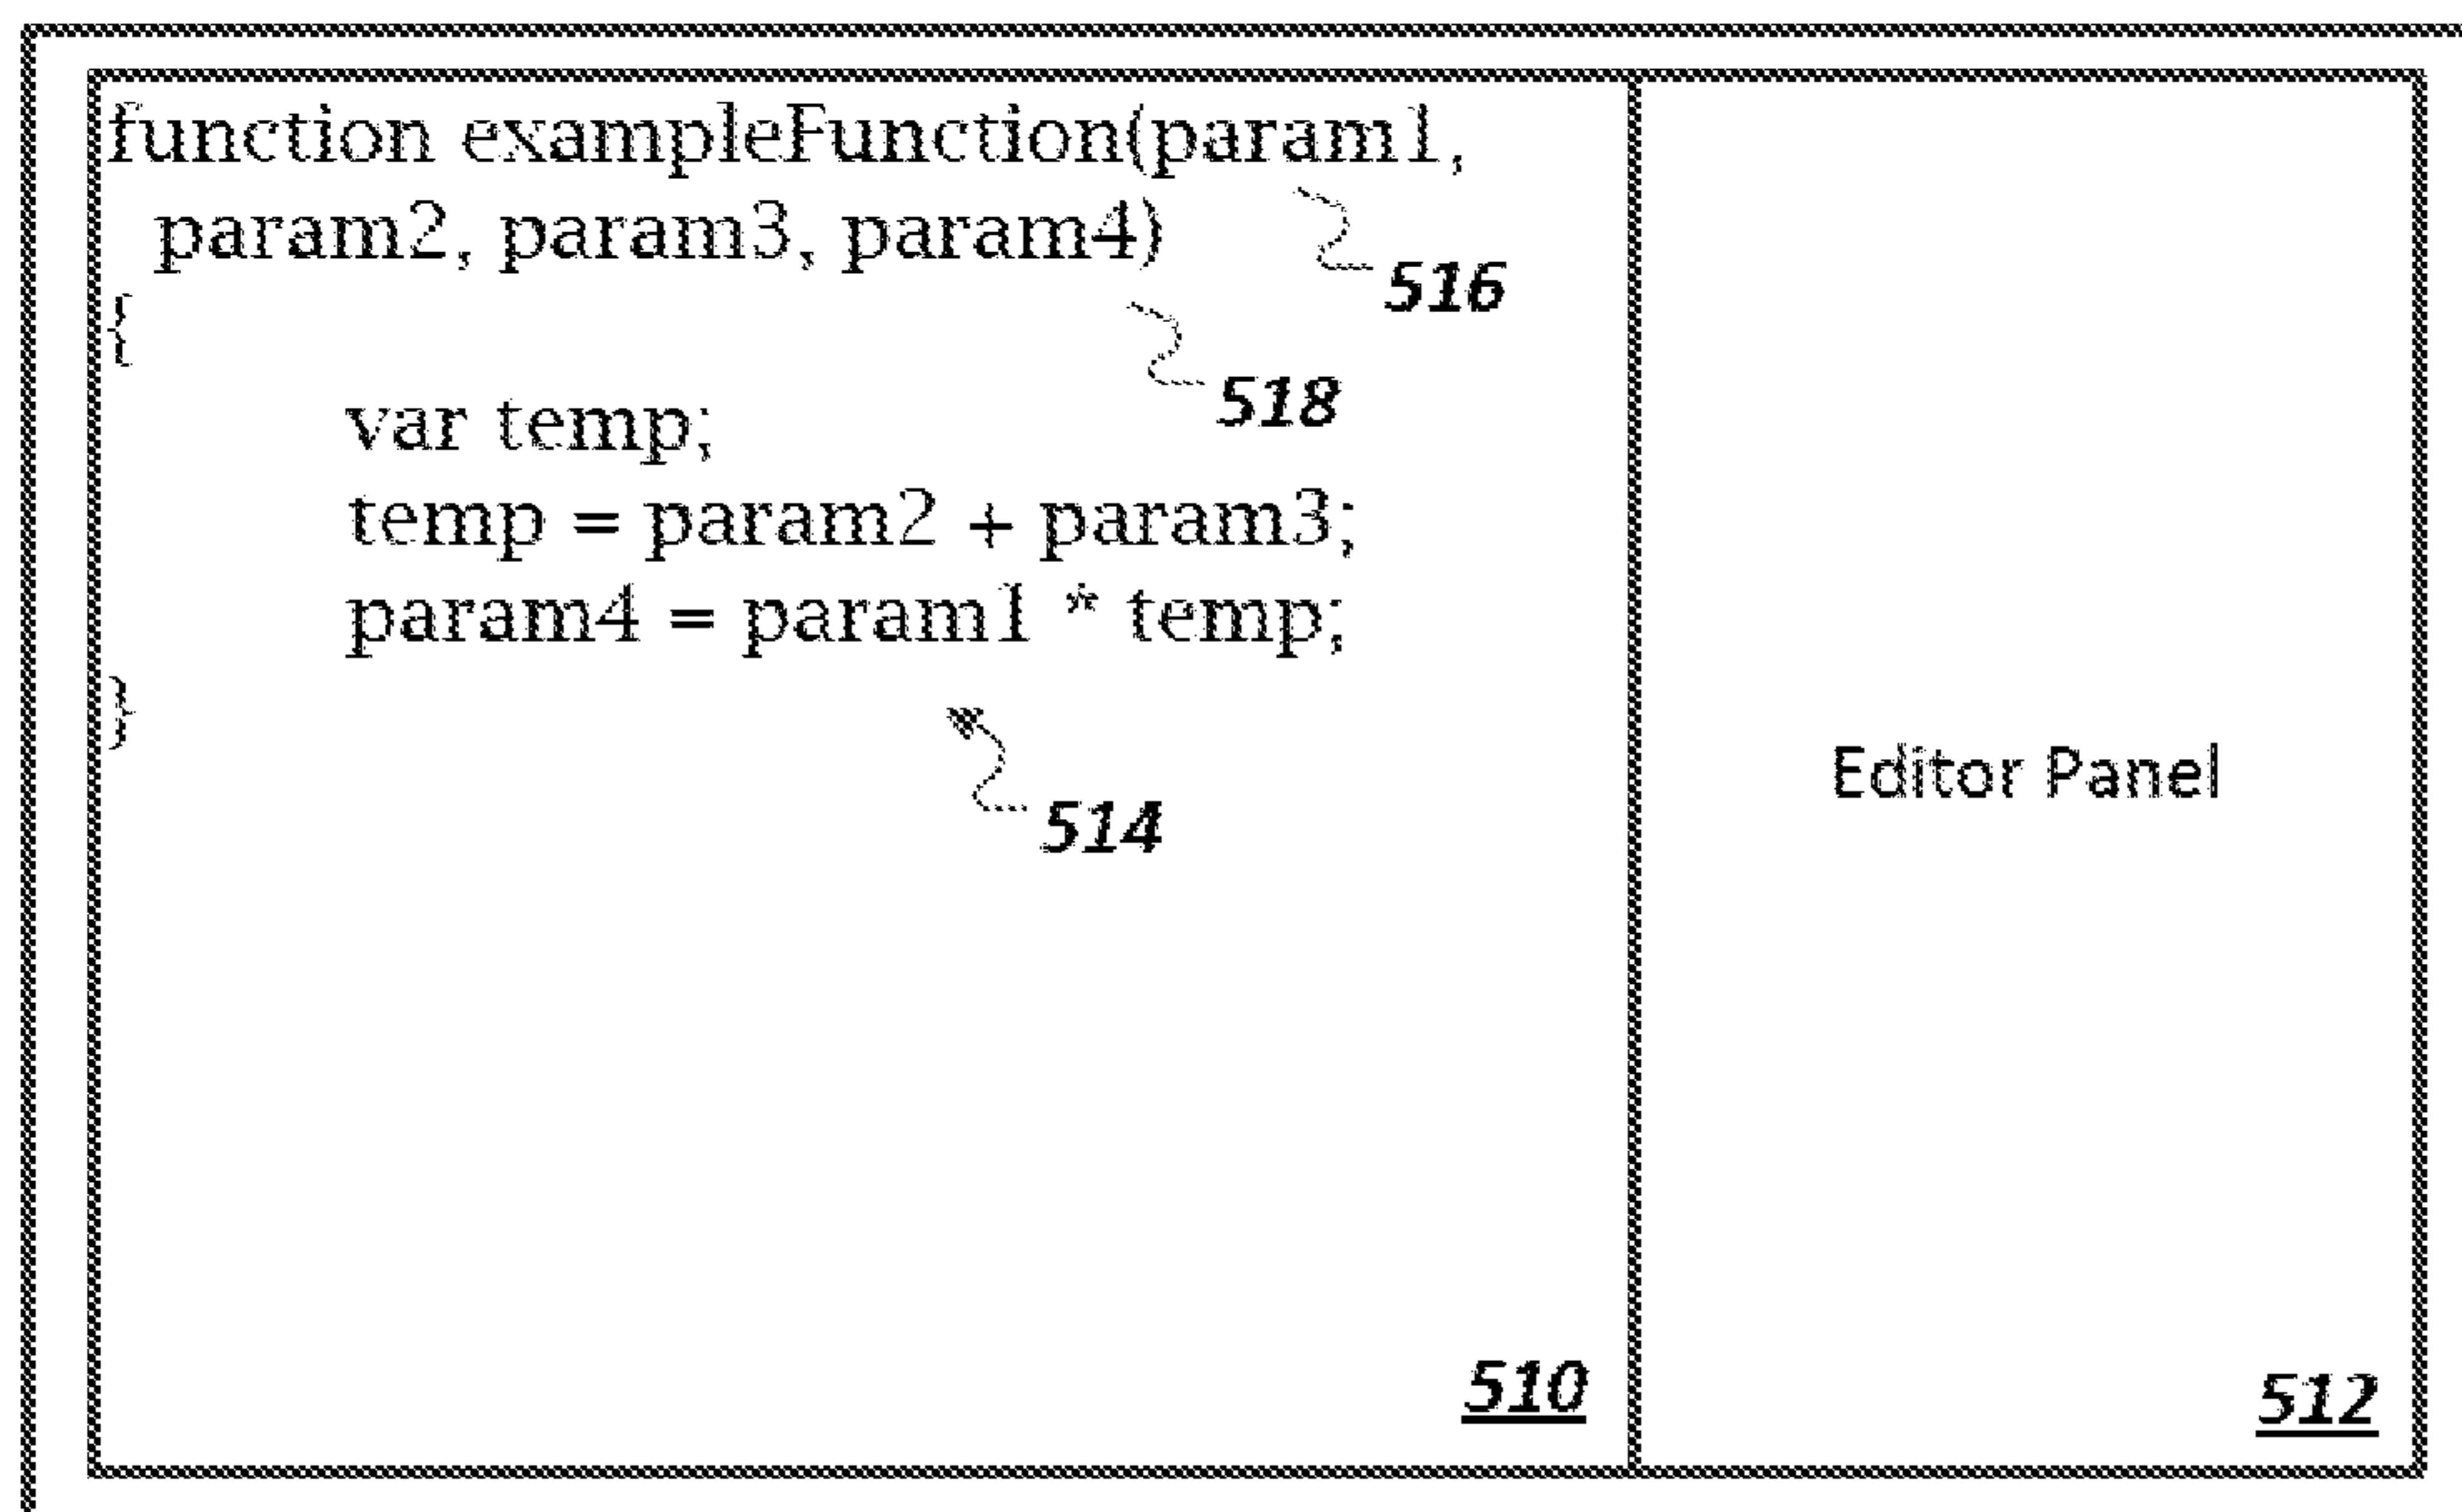 function exampleFunction(param1,
param2, param3, param4)
516
{
518
var temp;
temp = param2 + param3;
param4 = param1 * temp;
}
514
510
Editor Panel
512